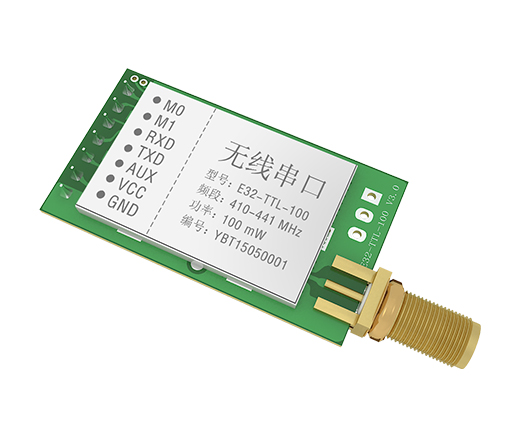 M0
M1
RXD
TXD
AUX
VCC
GND
无线串口
型号: E32-TTL-100
频段: 410-441 MHz
功率: 100 mW
编号: YBT15050001
E32-TTL-100 V3.0